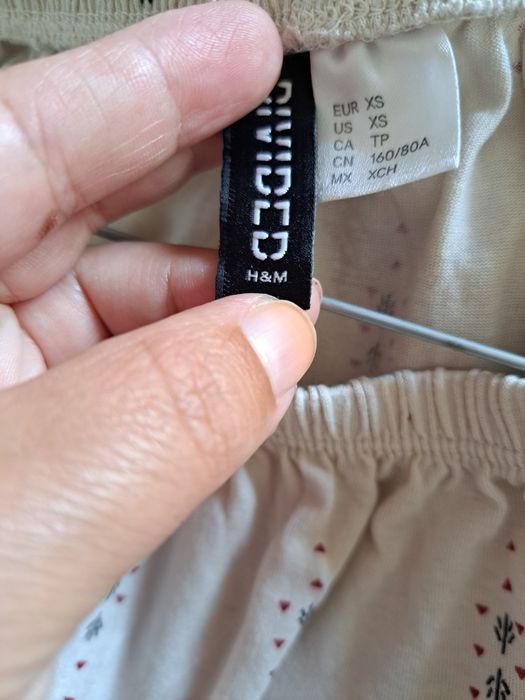 DIVIDED
H&M
EUR XS
US XS
CA TP
CN 160/80A
MX XCH